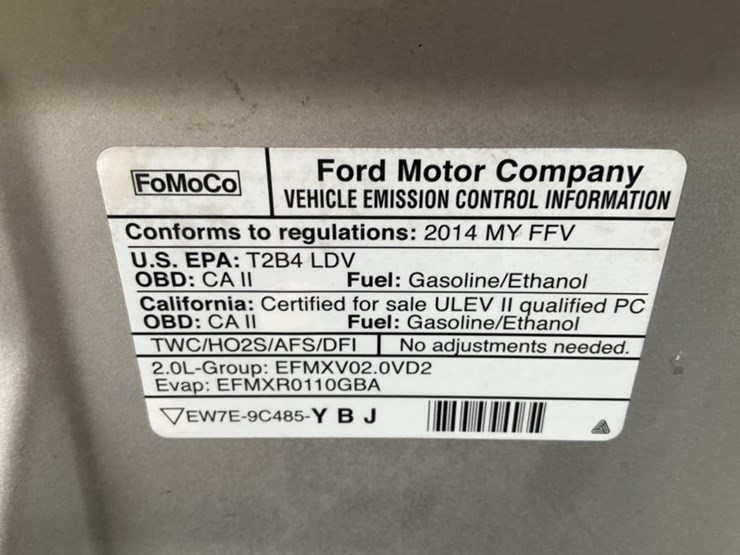 FoMoCo
Ford Motor Company
VEHICLE EMISSION CONTROL INFORMATION
Conforms to regulations: 2014 MY FFV
U.S. EPA: T2B4 LDV
OBD: CA II Fuel: Gasoline/Ethanol
California: Certified for sale ULEV II qualified PC
OBD: CA II Fuel: Gasoline/Ethanol
TWC/HO2S/AFS/DFI No adjustments needed.
2.0L-Group: EFMXV02.0VD2
Evap: EFMXR0110GBA
EW7E-9C485-Y B J